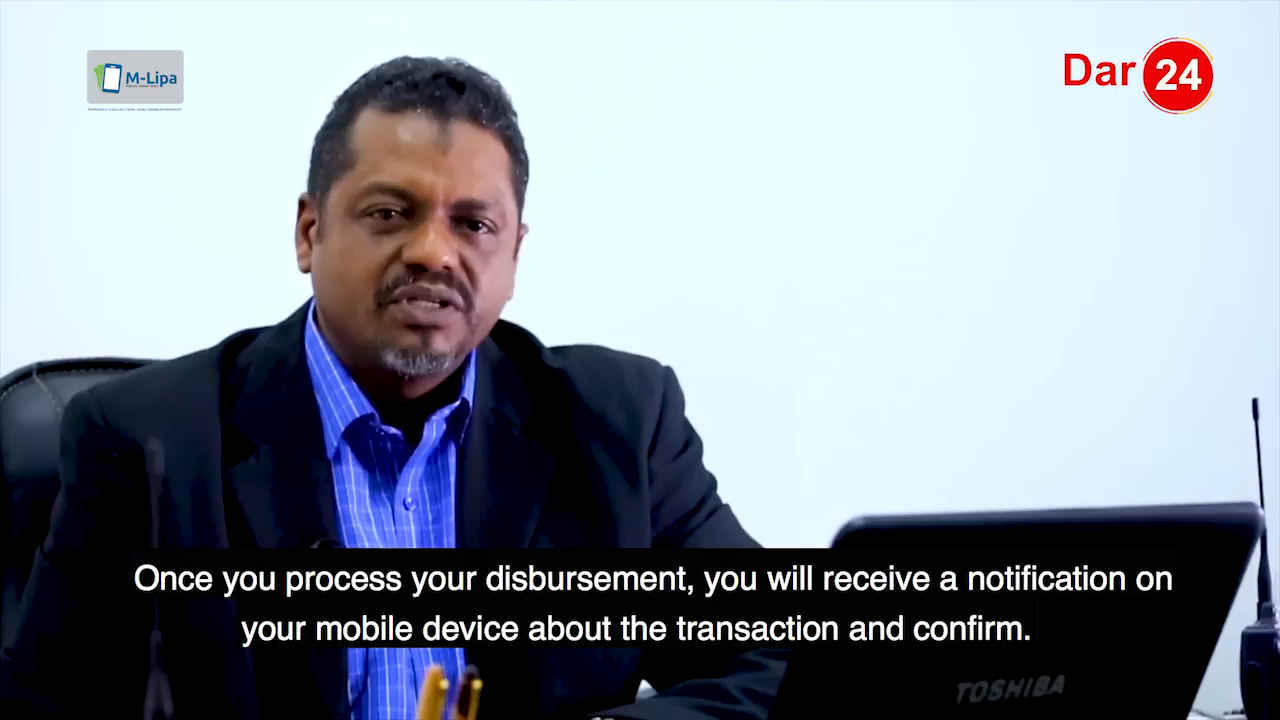 M-Lipa
Dar 24
Once you process your disbursement, you will receive a notification on
your mobile device about the transaction and confirm.
TOSHIBA